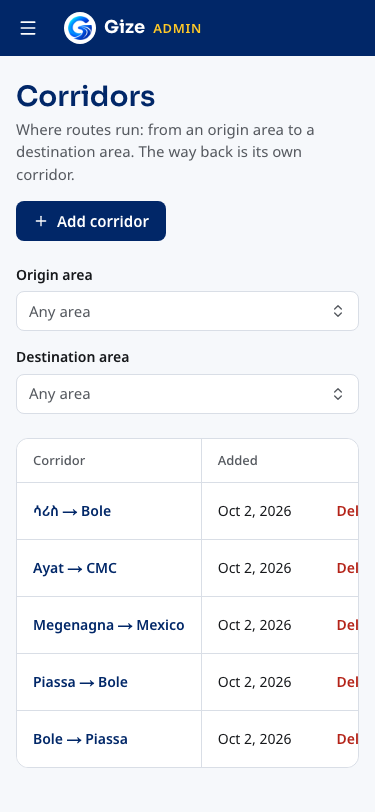 Gize ADMIN
Corridors
Where routes run: from an origin area to a
destination area. The way back is its own
corridor.
+ Add corridor
Origin area
Any area
Destination area
Any area
Corridor Added
ሳሪስ → Bole Oct 2, 2026 Del
Ayat → CMC Oct 2, 2026 Del
Megenagna → Mexico Oct 2, 2026 Del
Piassa → Bole Oct 2, 2026 Del
Bole → Piassa Oct 2, 2026 Del